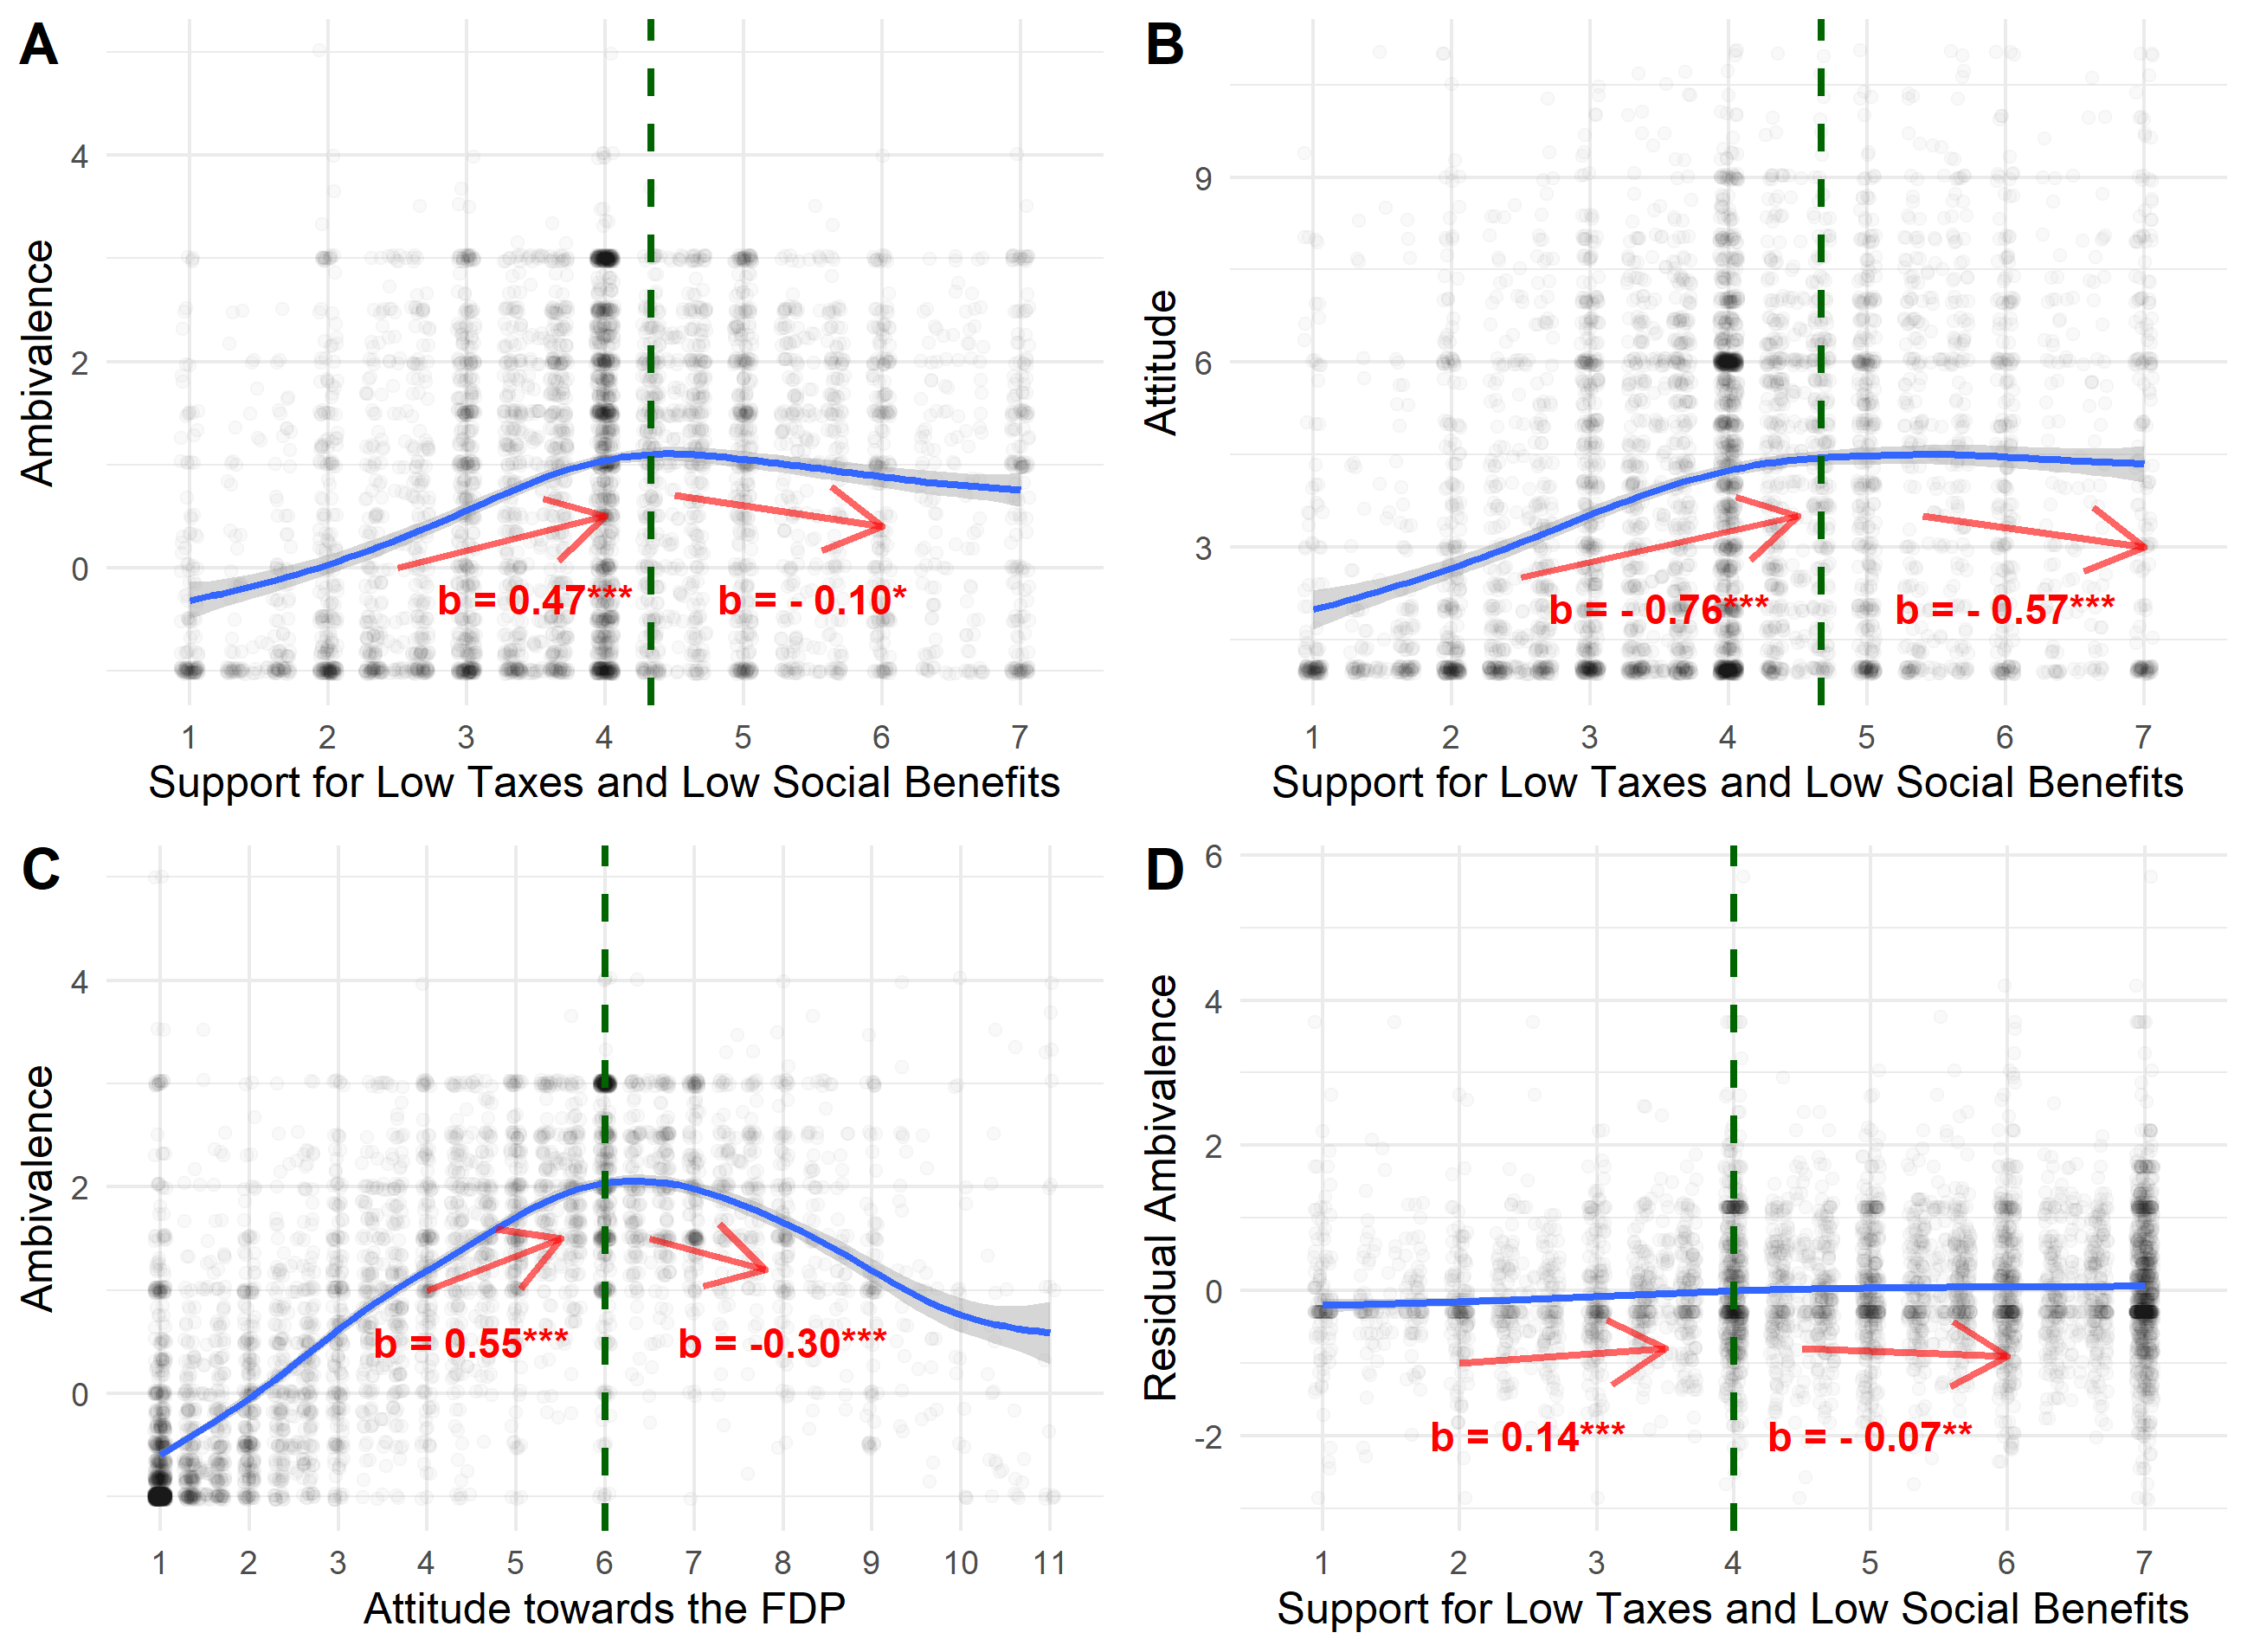 A
Ambivalence
4
2
0
b = 0.47***
b = - 0.10*
1 2 3 4 5 6 7
Support for Low Taxes and Low Social Benefits
B
Attitude
9
6
3
b = - 0.76***
b = - 0.57***
1 2 3 4 5 6 7
Support for Low Taxes and Low Social Benefits
C
Ambivalence
4
2
0
b = 0.55***
b = -0.30***
1 2 3 4 5 6 7 8 9 10 11
Attitude towards the FDP
D
Residual Ambivalence
6
4
2
0
-2
b = 0.14***
b = - 0.07**
1 2 3 4 5 6 7
Support for Low Taxes and Low Social Benefits